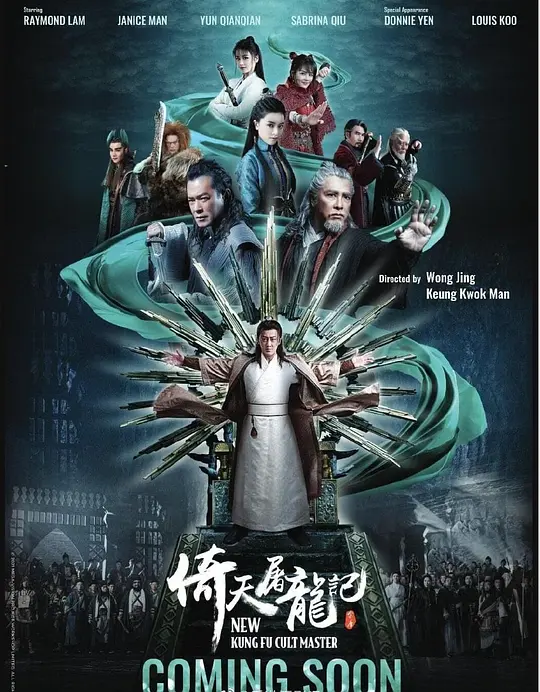 Starring
RAYMOND LAM JANICE MAN YUN QIANQIAN SABRINA QIU
Special Appearance
DONNIE YEN LOUIS KOO
Directed by Wong Jing
Keung Kwok Man
倚天屠龍記
NEW
KUNG FU CULT MASTER
COMING SOON